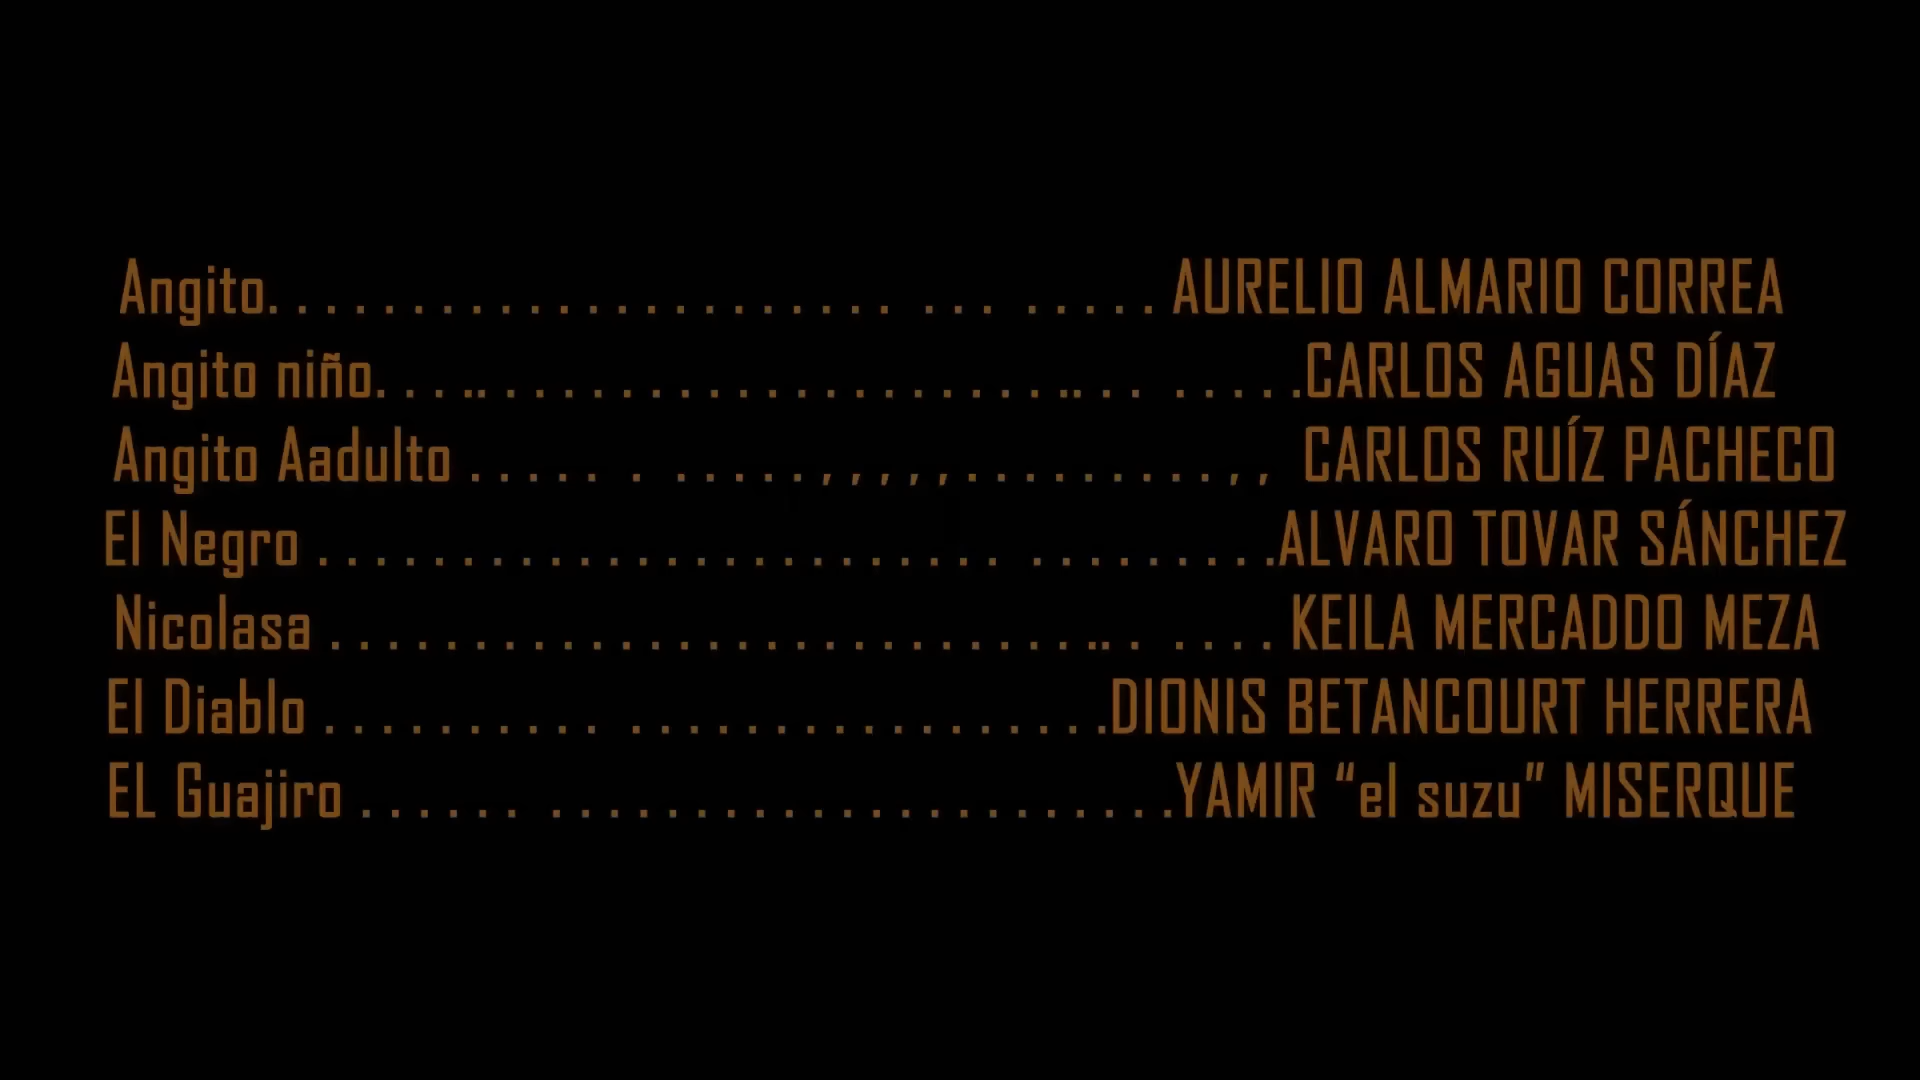 Angito. . . . . . . . . . . . . . . . . . . . . .  . . .  . . . . . AURELIO ALMARIO CORREA
Angito niño. . . .. . . . . . . . . . . . . . . . . . . . . .. . .  . . . . .CARLOS AGUAS DÍAZ
Angito Aadulto . . . . .  .  . . . . . , , , , , . . . . . . . . . , ,  CARLOS RUÍZ PACHECO
El Negro . . . . . . . . . . . . . . . . . . . . . . . .  . . . . . . . . .ALVARO TOVAR SÁNCHEZ
Nicolasa . . . . . . . . . . . . . . . . . . . . . . . . . . .. .  . . . . KEILA MERCADDO MEZA
El Diablo . . . . . . . . . .  . . . . . . . . . . . . . . . . .DIONIS BETANCOURT HERRERA
EL Guajiro . . . . . .  . . . . . . . . . . . . . . . . . . . . . .YAMIR “el suzu” MISERQUE